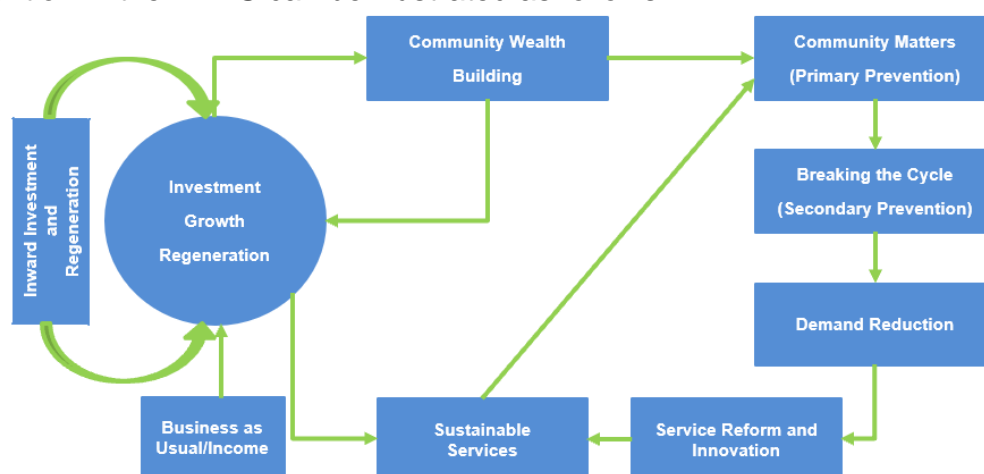 Community Wealth
Building
Community Matters
(Primary Prevention)
Inward Investment
and
Regeneration
Investment
Growth
Regeneration
Breaking the Cycle
(Secondary Prevention)
Demand Reduction
Business as
Usual/Income
Sustainable
Services
Service Reform and
Innovation